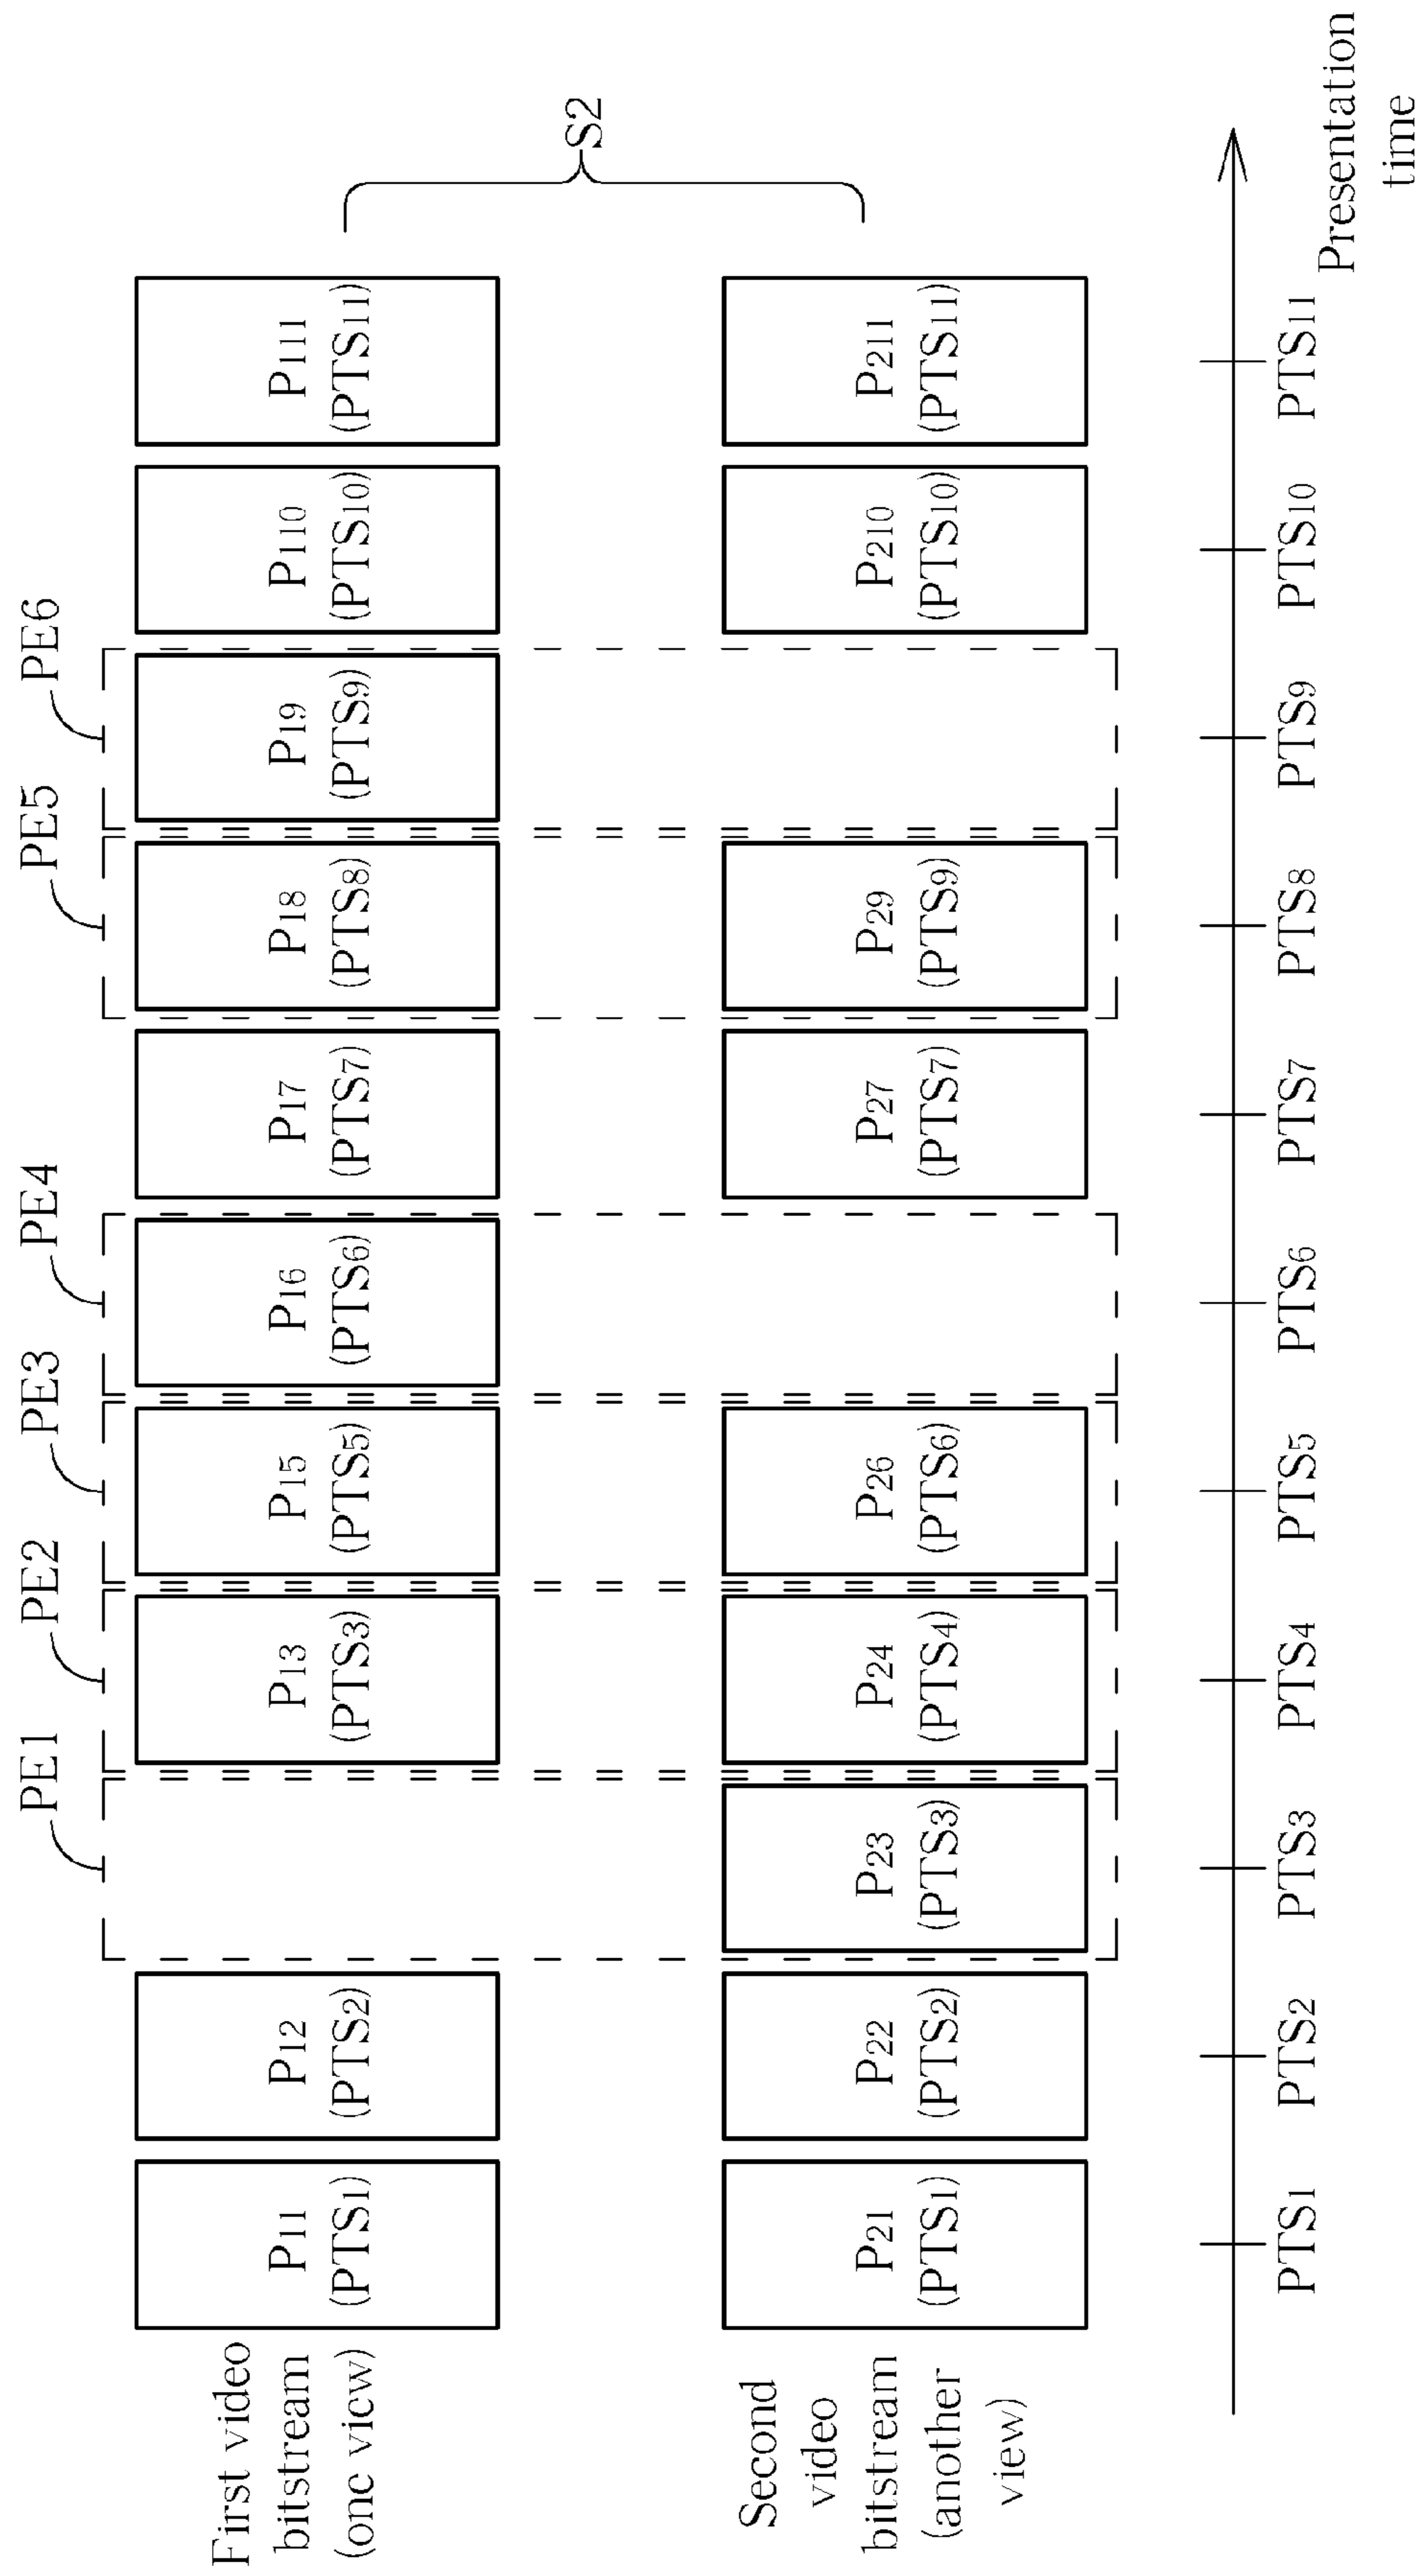 PE1
PE2
PE3
PE4
PE5
PE6
First video
bitstream
(one view)
P11
(PTS1)
P12
(PTS2)
P13
(PTS3)
P15
(PTS5)
P16
(PTS6)
P17
(PTS7)
P18
(PTS8)
P19
(PTS9)
P110
(PTS10)
P111
(PTS11)
S2
Second
video
bitstream
(another
view)
P21
(PTS1)
P22
(PTS2)
P23
(PTS3)
P24
(PTS4)
P26
(PTS6)
P27
(PTS7)
P29
(PTS9)
P210
(PTS10)
P211
(PTS11)
PTS1
PTS2
PTS3
PTS4
PTS5
PTS6
PTS7
PTS8
PTS9
PTS10
PTS11
Presentation
time